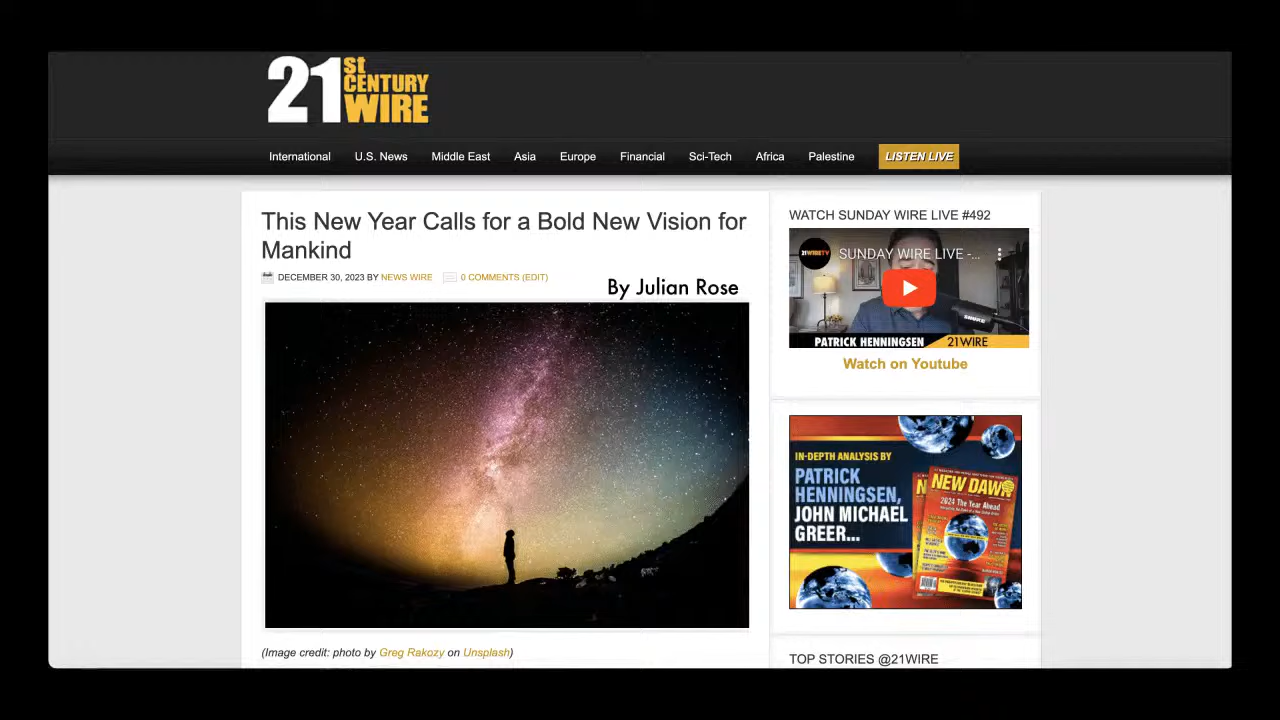 21st CENTURY WIRE
International U.S. News Middle East Asia Europe Financial Sci-Tech Africa Palestine LISTEN LIVE
This New Year Calls for a Bold New Vision for
Mankind
DECEMBER 30, 2023 BY NEWS WIRE 0 COMMENTS (EDIT)
By Julian Rose
(Image credit: photo by Greg Rakozy on Unsplash)
WATCH SUNDAY WIRE LIVE #492
21WIRETV
SUNDAY WIRE LIVE -...
PATRICK HENNINGSEN 21WIRE
Watch on Youtube
IN-DEPTH ANALYSIS BY
PATRICK
HENNINGSEN,
JOHN MICHAEL
GREER...
NEW DAWN
2024 The Year Ahead
TOP STORIES @21WIRE